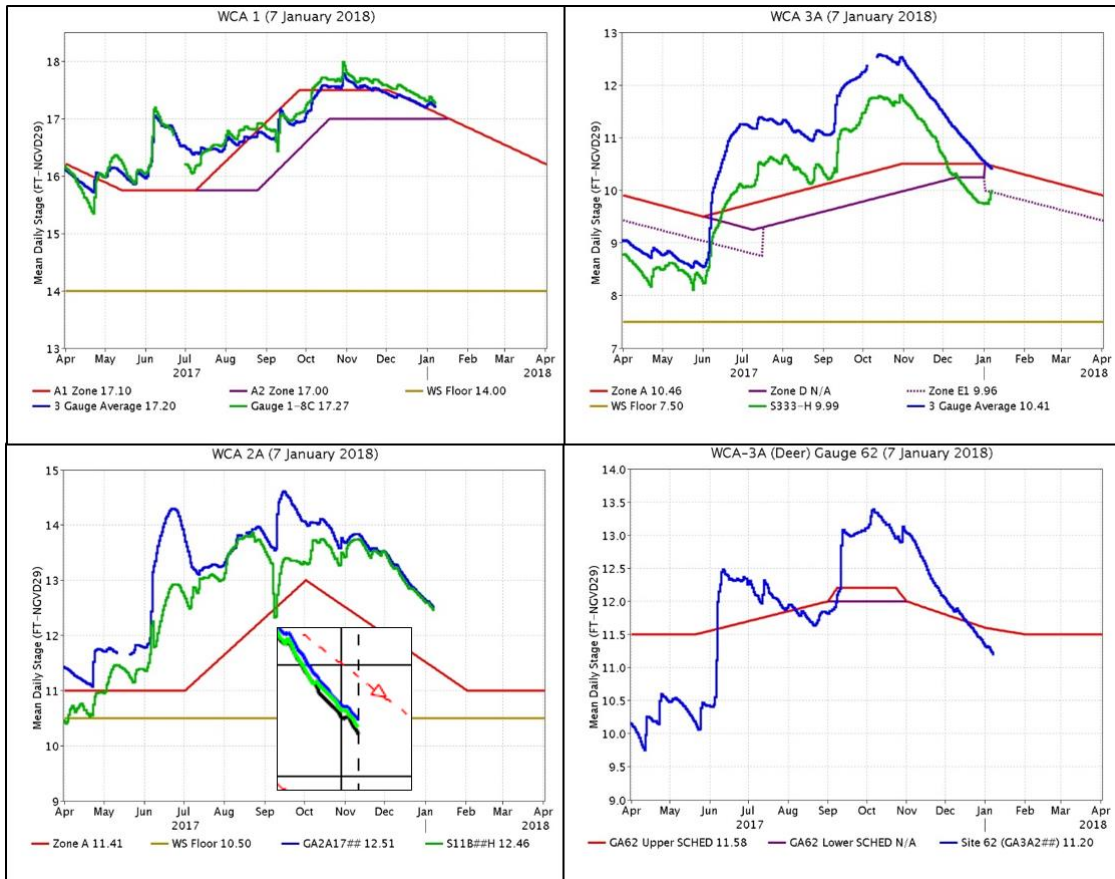 WCA 1 (7 January 2018)
Mean Daily Stage (FT-NGVD29)
18
17
16
15
14
13
Apr May Jun Jul Aug Sep Oct Nov Dec Jan Feb Mar Apr
2017 2018
A1 Zone 17.10 A2 Zone 17.00 WS Floor 14.00
3 Gauge Average 17.20 Gauge 1-8C 17.27
WCA 3A (7 January 2018)
Mean Daily Stage (FT-NGVD29)
13
12
11
10
9
8
7
Apr May Jun Jul Aug Sep Oct Nov Dec Jan Feb Mar Apr
2017 2018
Zone A 10.46 Zone D N/A Zone E1 9.96
WS Floor 7.50 S333-H 9.99 3 Gauge Average 10.41
WCA 2A (7 January 2018)
Mean Daily Stage (FT-NGVD29)
15
14
13
12
11
10
9
Apr May Jun Jul Aug Sep Oct Nov Dec Jan Feb Mar Apr
2017 2018
Zone A 11.41 WS Floor 10.50 GA2A17## 12.51 S11B##H 12.46
WCA-3A (Deer) Gauge 62 (7 January 2018)
Mean Daily Stage (FT-NGVD29)
14.0
13.5
13.0
12.5
12.0
11.5
11.0
10.5
10.0
9.5
9.0
Apr May Jun Jul Aug Sep Oct Nov Dec Jan Feb Mar Apr
2017 2018
GA62 Upper SCHED 11.58 GA62 Lower SCHED N/A Site 62 (GA3A2##) 11.20